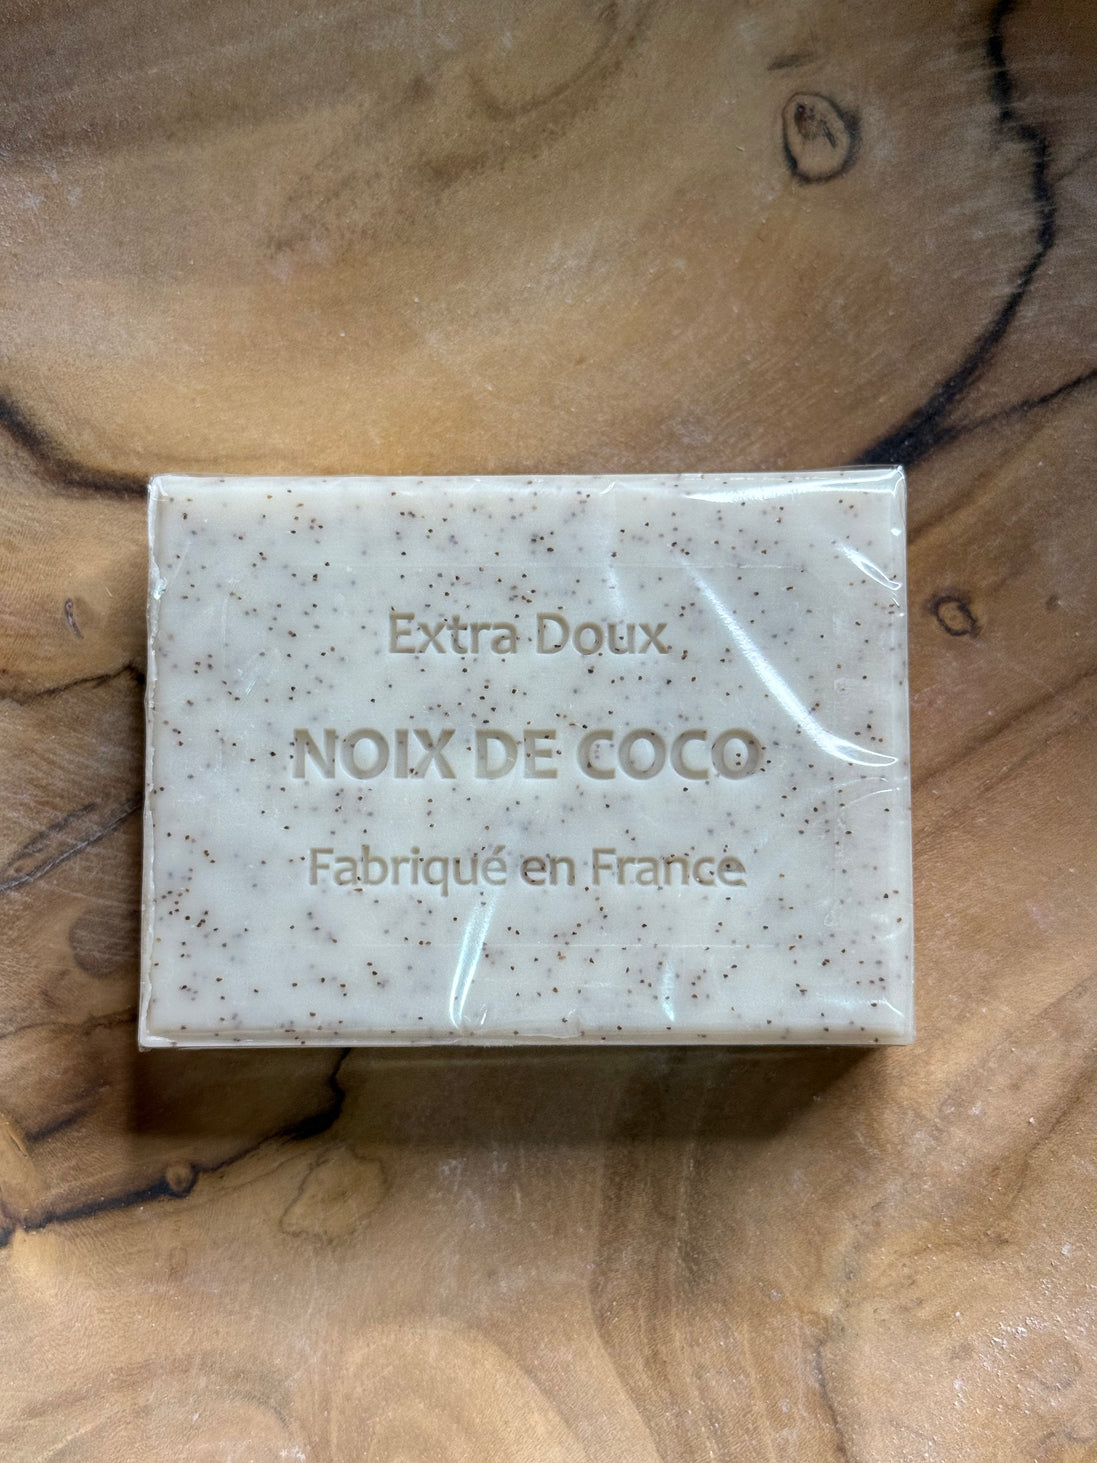 Extra Doux
NOIX DE COCO
Fabriqué en France